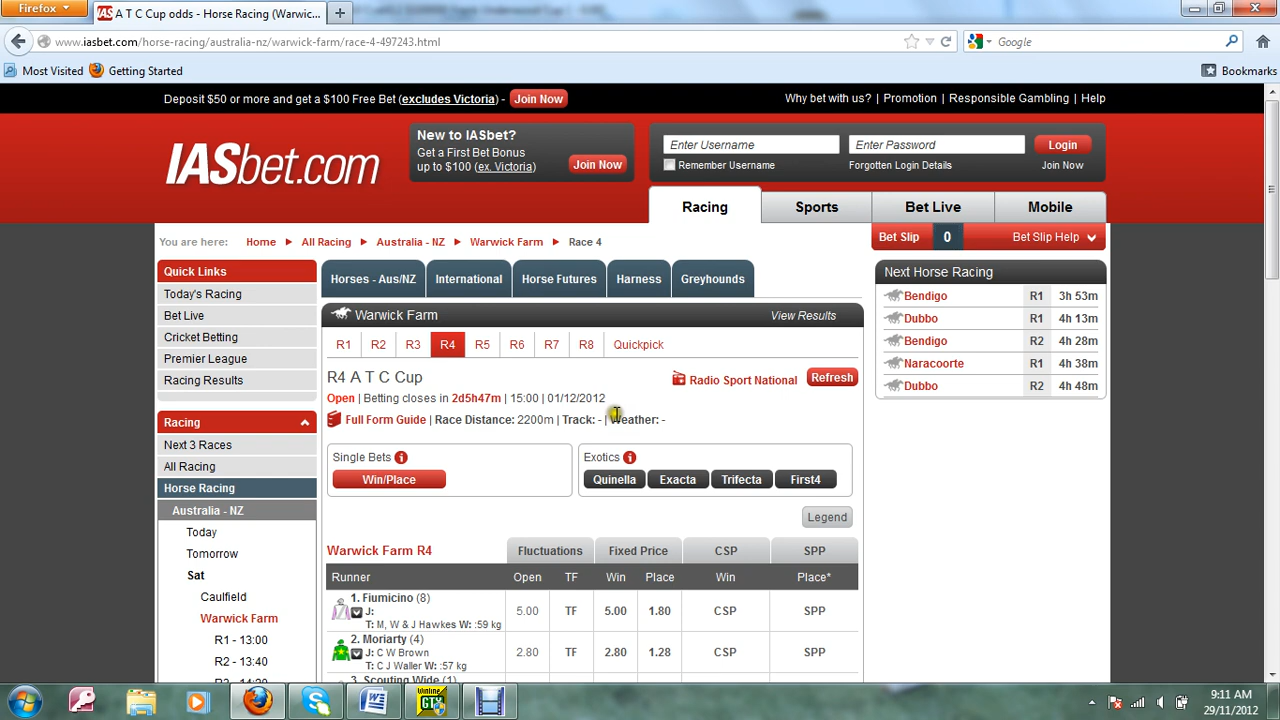 Firefox
A T C Cup odds - Horse Racing (Warwic...
www.iasbet.com/horse-racing/australia-nz/warwick-farm/race-4-497243.html
Google
Most Visited
Getting Started
Bookmarks
Deposit $50 or more and get a $100 Free Bet (excludes Victoria) - Join Now
Why bet with us? | Promotion | Responsible Gambling | Help
IASbet.com
New to IASbet?
Get a First Bet Bonus
up to $100 (ex. Victoria)
Join Now
Enter Username
Enter Password
Login
Remember Username
Forgotten Login Details
Join Now
Racing
Sports
Bet Live
Mobile
You are here: Home All Racing Australia - NZ Warwick Farm Race 4
Bet Slip 0 Bet Slip Help
Quick Links
Today's Racing
Bet Live
Cricket Betting
Premier League
Racing Results
Racing
Next 3 Races
All Racing
Horse Racing
Australia - NZ
Today
Tomorrow
Sat
Caulfield
Warwick Farm
R1 - 13:00
R2 - 13:40
Horses - Aus/NZ
International
Horse Futures
Harness
Greyhounds
Warwick Farm
View Results
R1 R2 R3 R4 R5 R6 R7 R8 Quickpick
R4 A T C Cup
Radio Sport National
Refresh
Open | Betting closes in 2d5h47m | 15:00 | 01/12/2012
Full Form Guide | Race Distance: 2200m | Track: - | Weather: -
Single Bets
Win/Place
Exotics
Quinella
Exacta
Trifecta
First4
Legend
Warwick Farm R4
Fluctuations
Fixed Price
CSP
SPP
Runner Open TF Win Place Win Place*
1. Fiumicino (8)
J:
T: M, W & J Hawkes W: :59 kg
5.00 TF 5.00 1.80 CSP SPP
2. Moriarty (4)
J: C W Brown
T: C J Waller W: :57 kg
2.80 TF 2.80 1.28 CSP SPP
3. Scouting Wide (1)
Next Horse Racing
Bendigo R1 3h 53m
Dubbo R1 4h 13m
Bendigo R2 4h 28m
Naracoorte R1 4h 38m
Dubbo R2 4h 48m
9:11 AM
29/11/2012